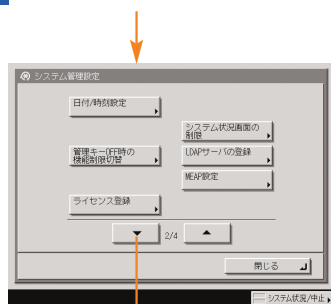 システム管理設定
日付/時刻設定
システム状況画面の
制限
管理キーOFF時の
機能制限切替
LDAPサーバの登録
MEAP設定
ライセンス登録
2/4
閉じる
システム状況/中止